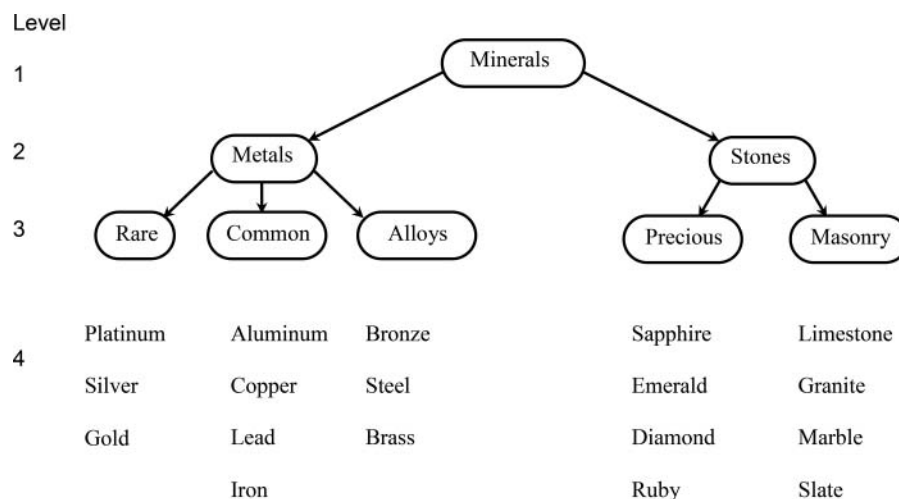 Level
1 Minerals
2 Metals Stones
3 Rare Common Alloys Precious Masonry
Platinum Aluminum Bronze Sapphire Limestone
4
Silver Copper Steel Emerald Granite
Gold Lead Brass Diamond Marble
Iron Ruby Slate